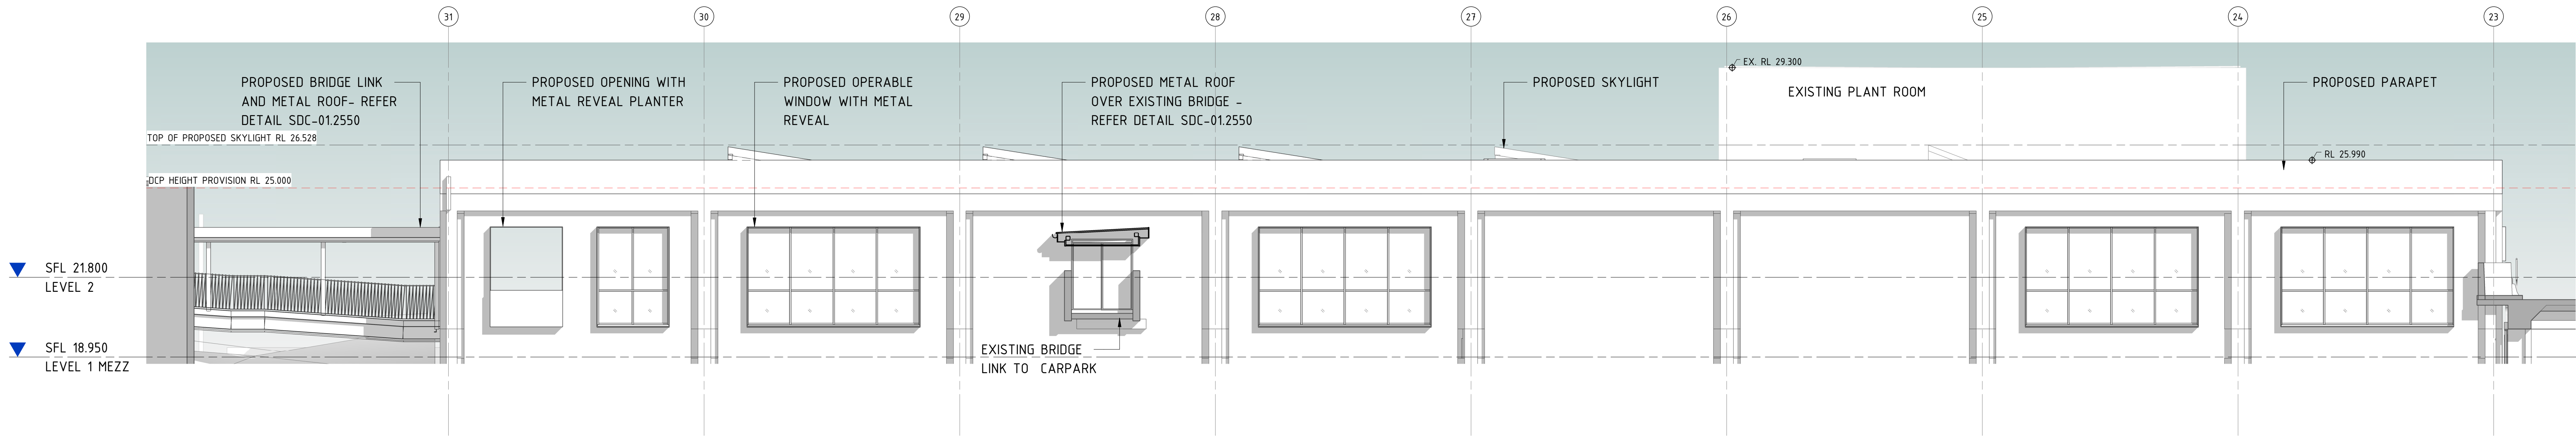 31
30
29
28
27
26
25
24
23
PROPOSED BRIDGE LINK
AND METAL ROOF- REFER
DETAIL SDC-01.2550
PROPOSED OPENING WITH
METAL REVEAL PLANTER
PROPOSED OPERABLE
WINDOW WITH METAL
REVEAL
PROPOSED METAL ROOF
OVER EXISTING BRIDGE -
REFER DETAIL SDC-01.2550
PROPOSED SKYLIGHT
EX. RL 29.300
EXISTING PLANT ROOM
PROPOSED PARAPET
TOP OF PROPOSED SKYLIGHT RL 26.528
RL 25.990
DCP HEIGHT PROVISION RL 25.000
SFL 21.800
LEVEL 2
SFL 18.950
LEVEL 1 MEZZ
EXISTING BRIDGE
LINK TO CARPARK